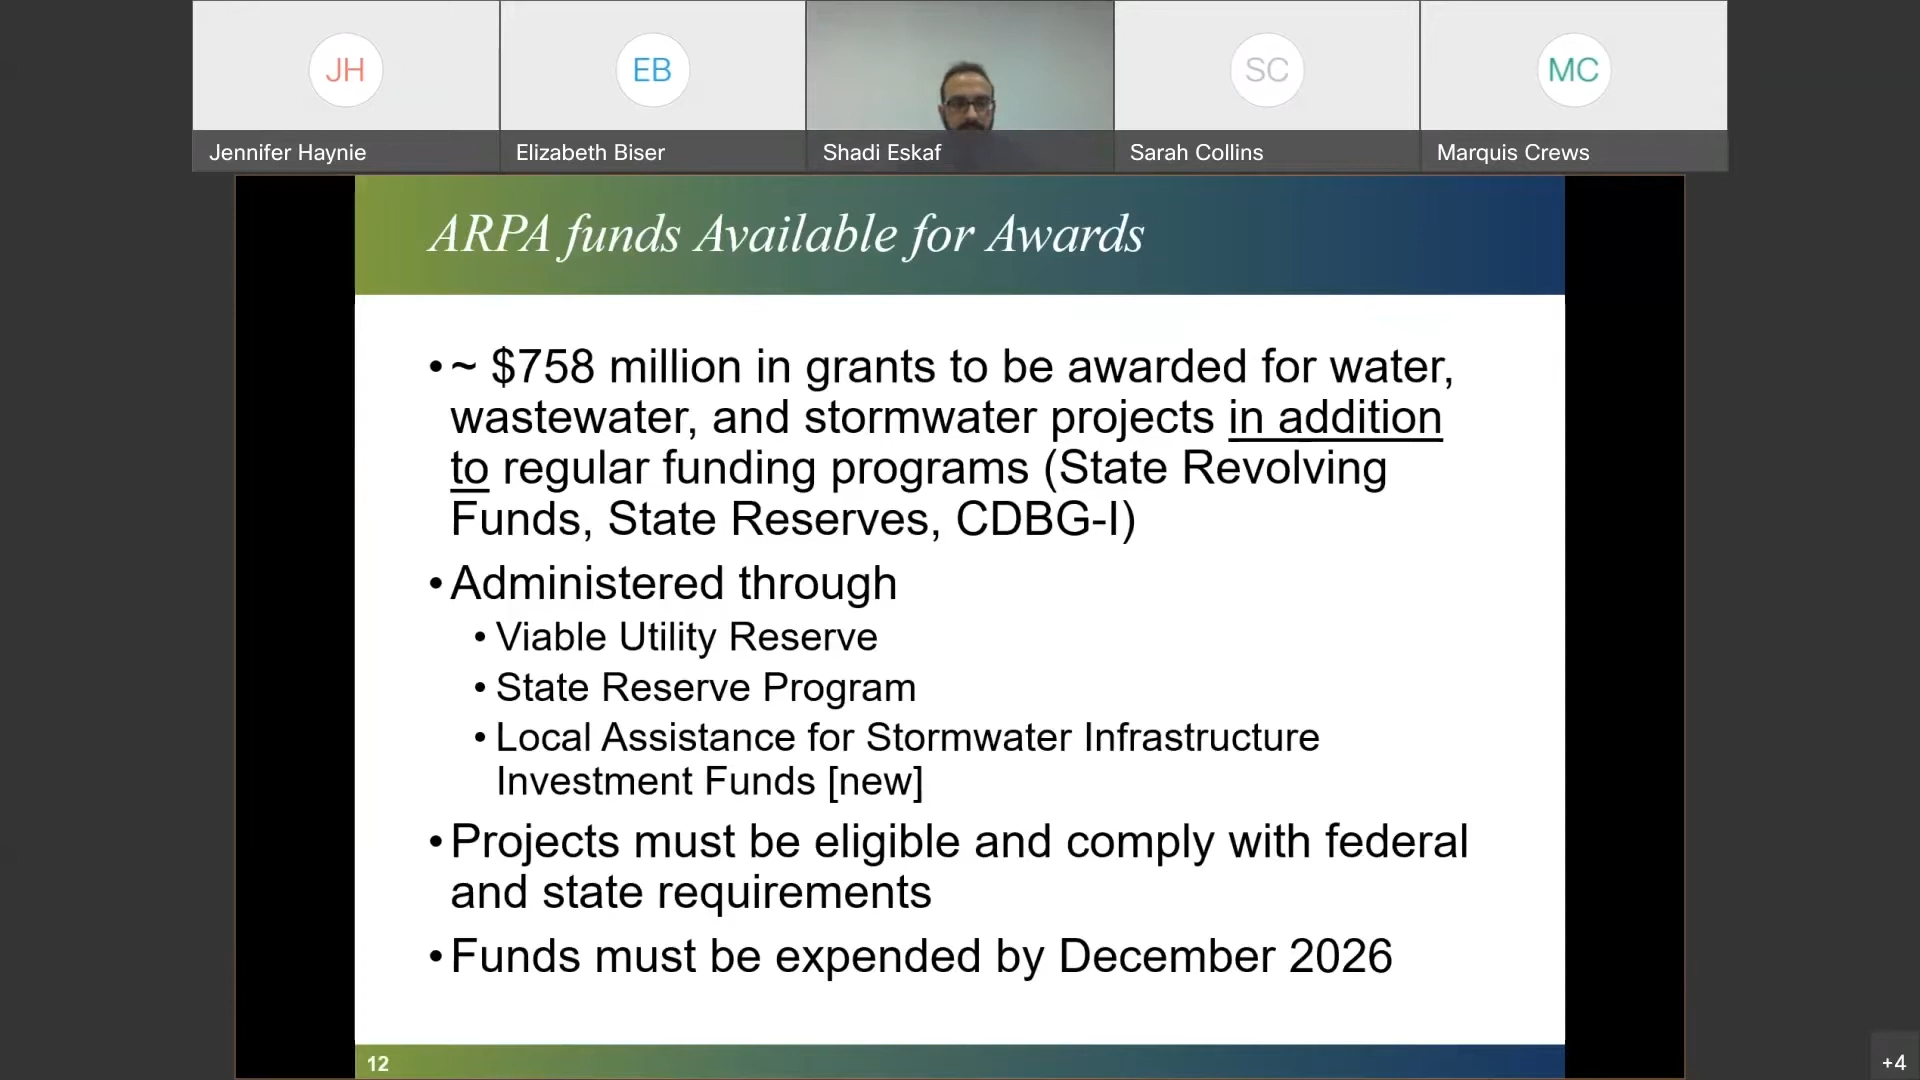 JH
EB
SC
MC
Jennifer Haynie
Elizabeth Biser
Shadi Eskaf
Sarah Collins
Marquis Crews
ARPA funds Available for Awards
•~ $758 million in grants to be awarded for water,
wastewater, and stormwater projects in addition
to regular funding programs (State Revolving
Funds, State Reserves, CDBG-I)
•Administered through
•Viable Utility Reserve
•State Reserve Program
•Local Assistance for Stormwater Infrastructure
Investment Funds [new]
•Projects must be eligible and comply with federal
and state requirements
•Funds must be expended by December 2026
12
+4